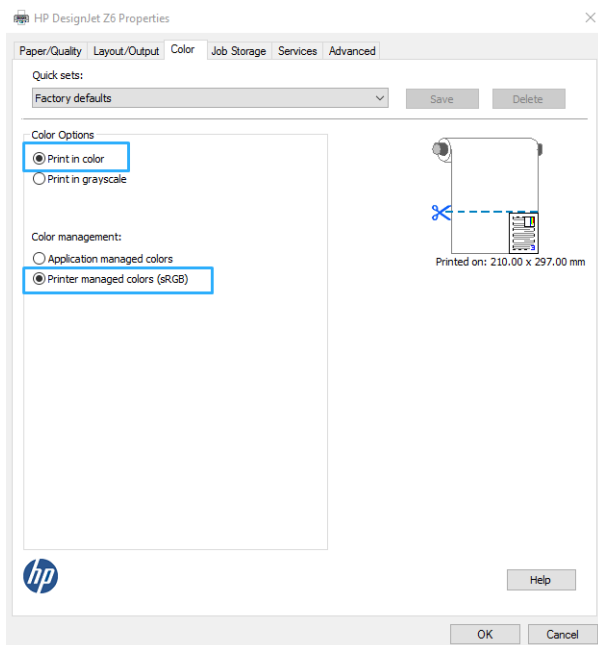 HP DesignJet Z6 Properties
Paper/Quality Layout/Output Color Job Storage Services Advanced
Quick sets:
Factory defaults Save Delete
Color Options
Print in color
Print in grayscale
Color management:
Application managed colors
Printer managed colors (sRGB)
Printed on: 210.00 x 297.00 mm
hp
Help
OK Cancel